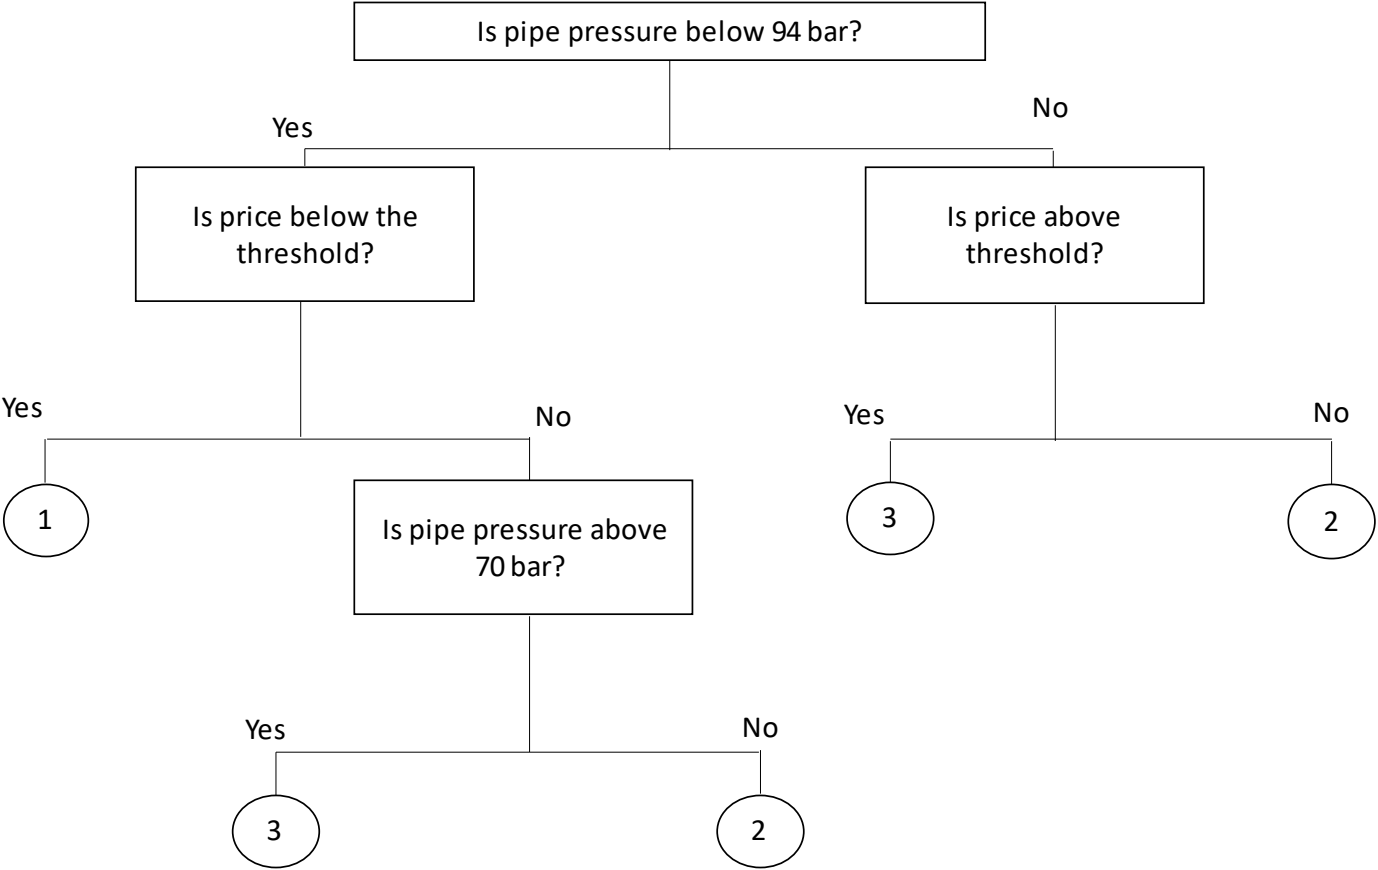 Is pipe pressure below 94 bar?
Yes
No
Is price below the
threshold?
Is price above
threshold?
Yes
No
Yes
No
1
Is pipe pressure above
70 bar?
3
2
Yes
No
3
2